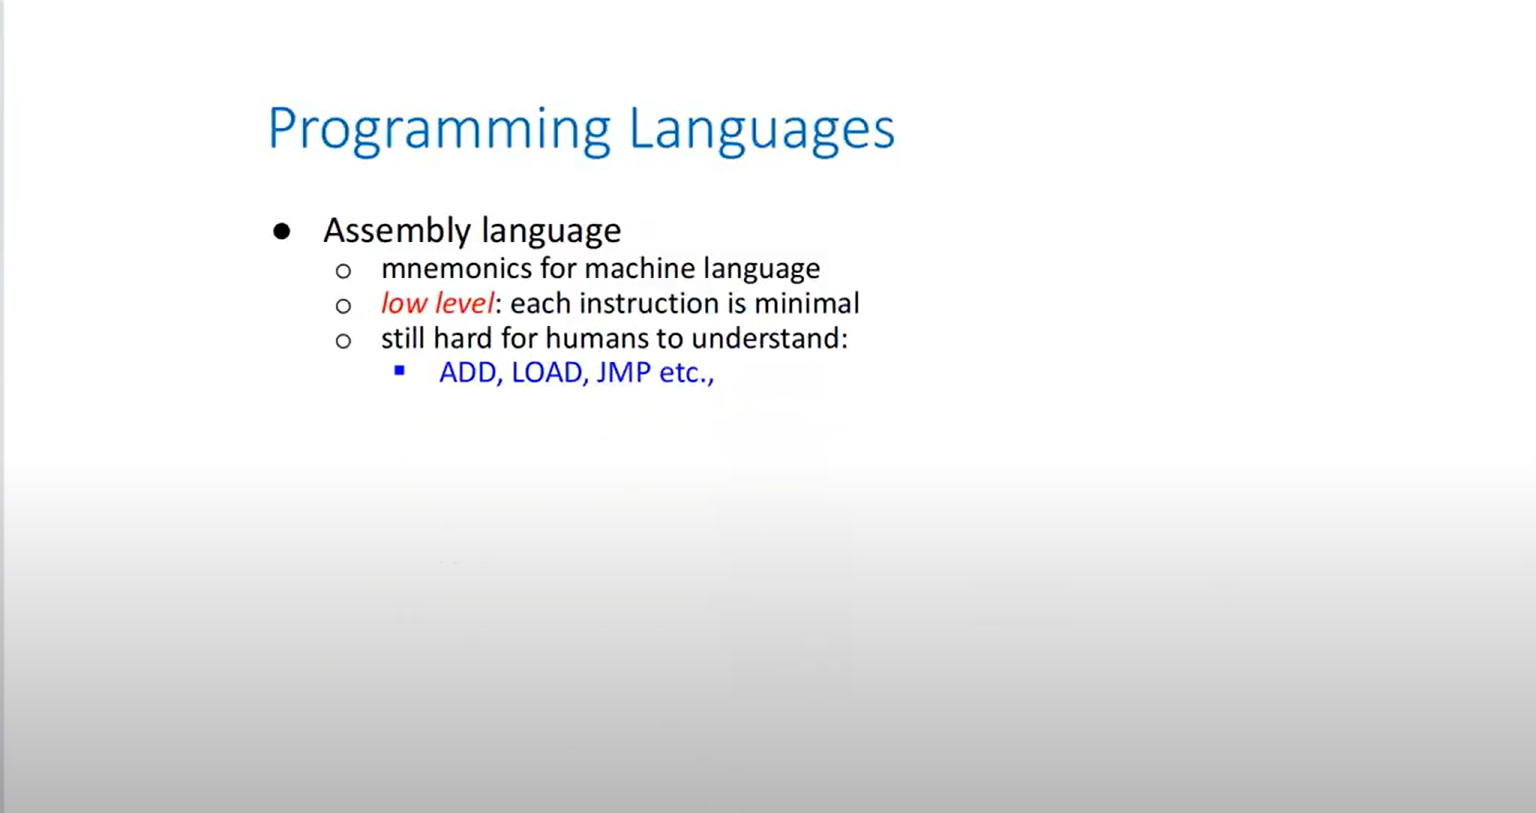 Programming Languages
● Assembly language
○ mnemonics for machine language
○ low level: each instruction is minimal
○ still hard for humans to understand:
▪ ADD, LOAD, JMP etc.,